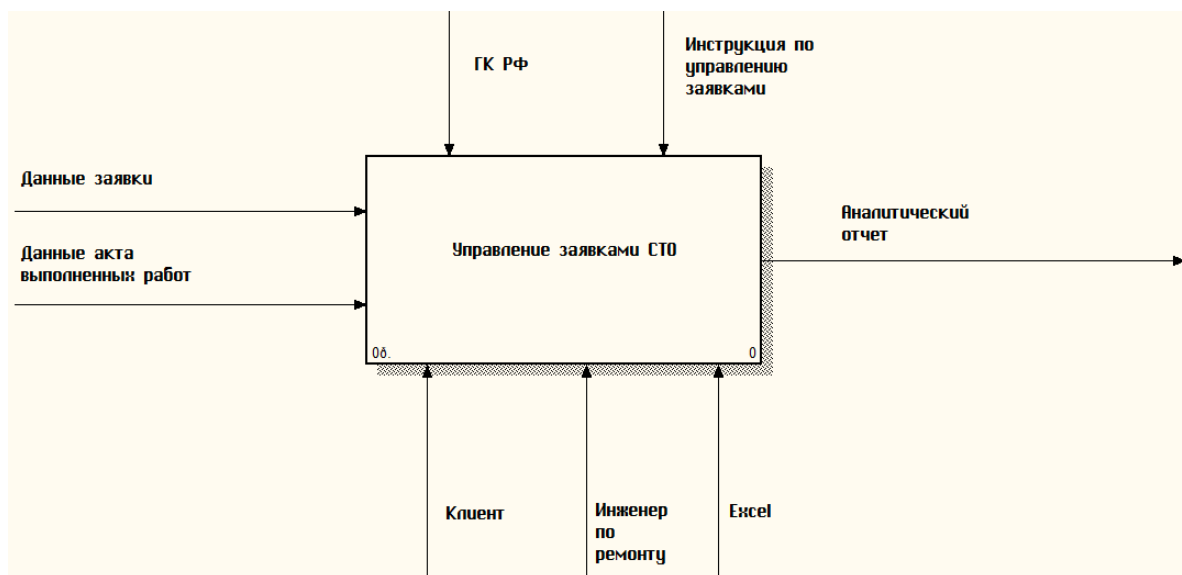 ГК РФ
Инструкция по
управлению
заявками
Данные заявки
Данные акта
выполненных работ
Управление заявками СТО
0д.
0
Аналитический
отчет
Клиент
Инженер
по
ремонту
Excel